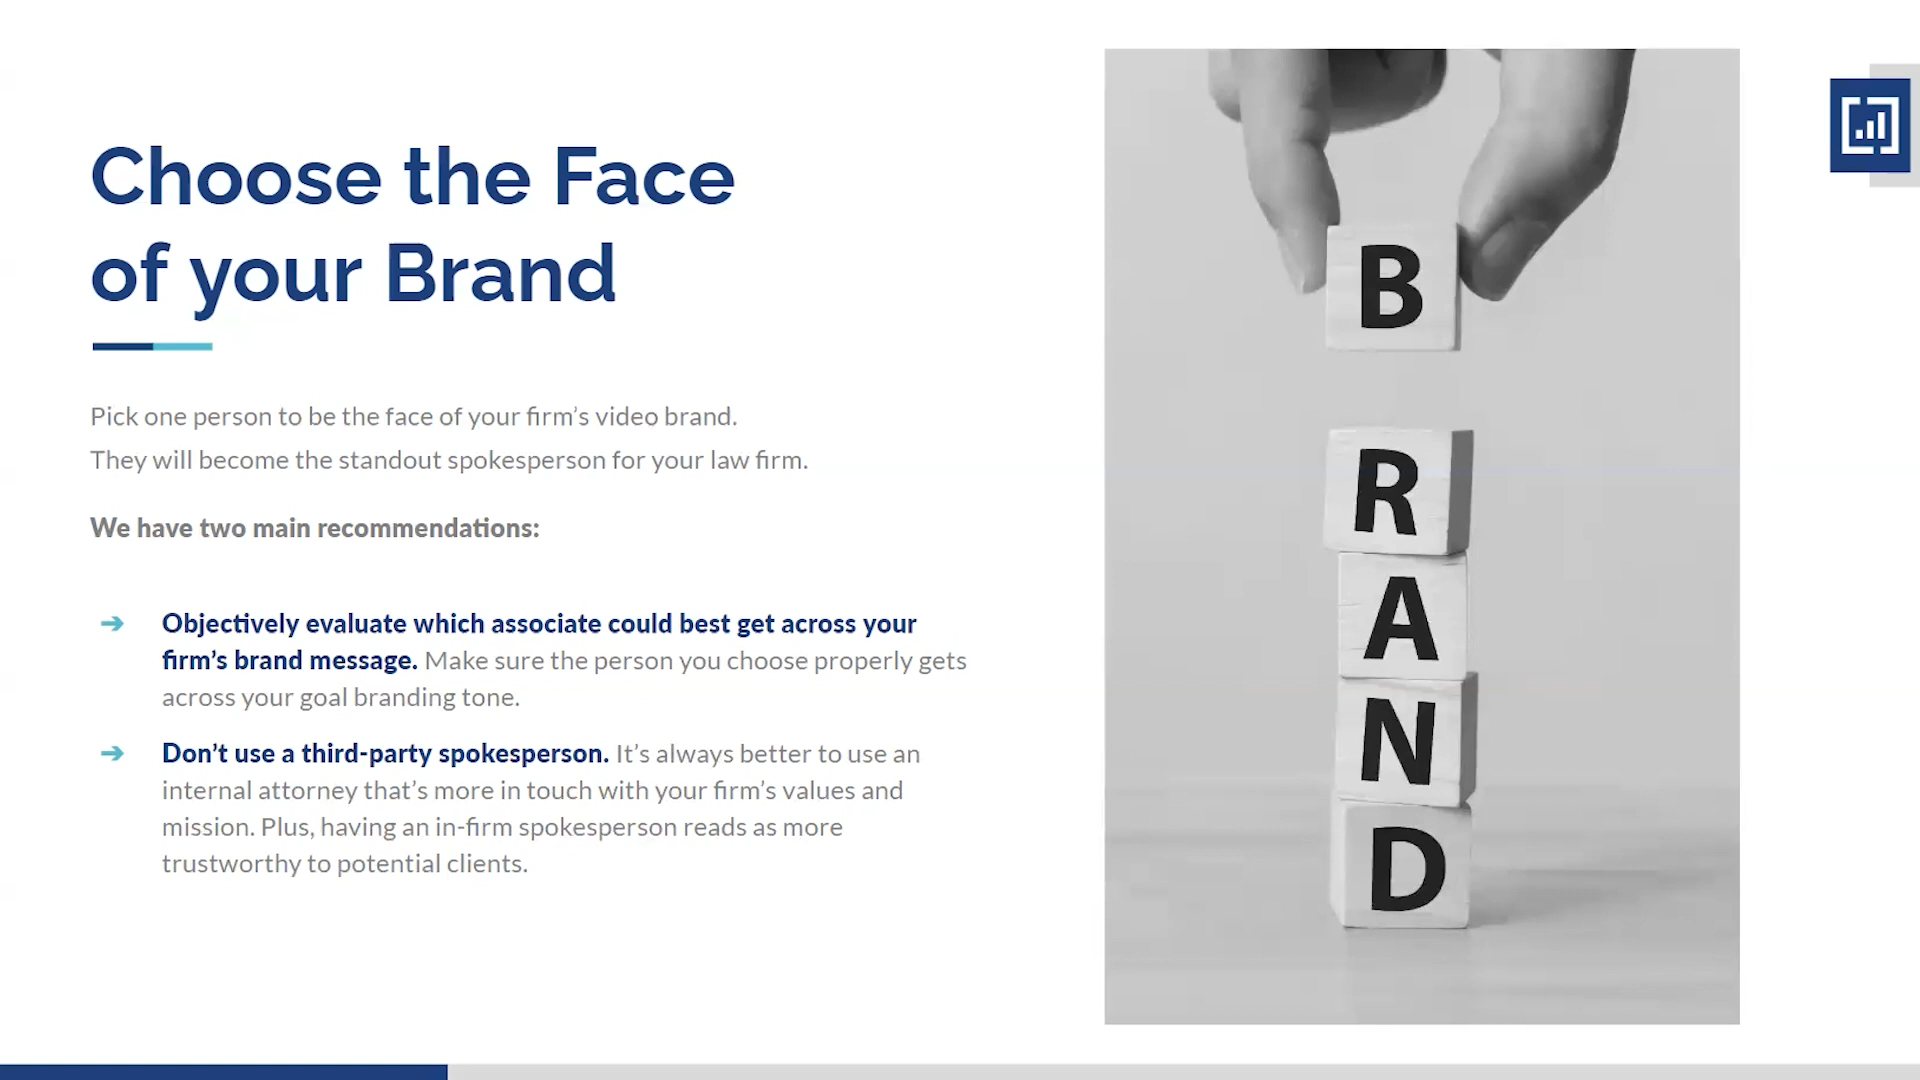 Choose the Face
of your Brand
Pick one person to be the face of your firm’s video brand.
They will become the standout spokesperson for your law firm.
We have two main recommendations:
➔ Objectively evaluate which associate could best get across your
firm’s brand message. Make sure the person you choose properly gets
across your goal branding tone.
➔ Don’t use a third-party spokesperson. It’s always better to use an
internal attorney that’s more in touch with your firm’s values and
mission. Plus, having an in-firm spokesperson reads as more
trustworthy to potential clients.
B
R
A
N
D